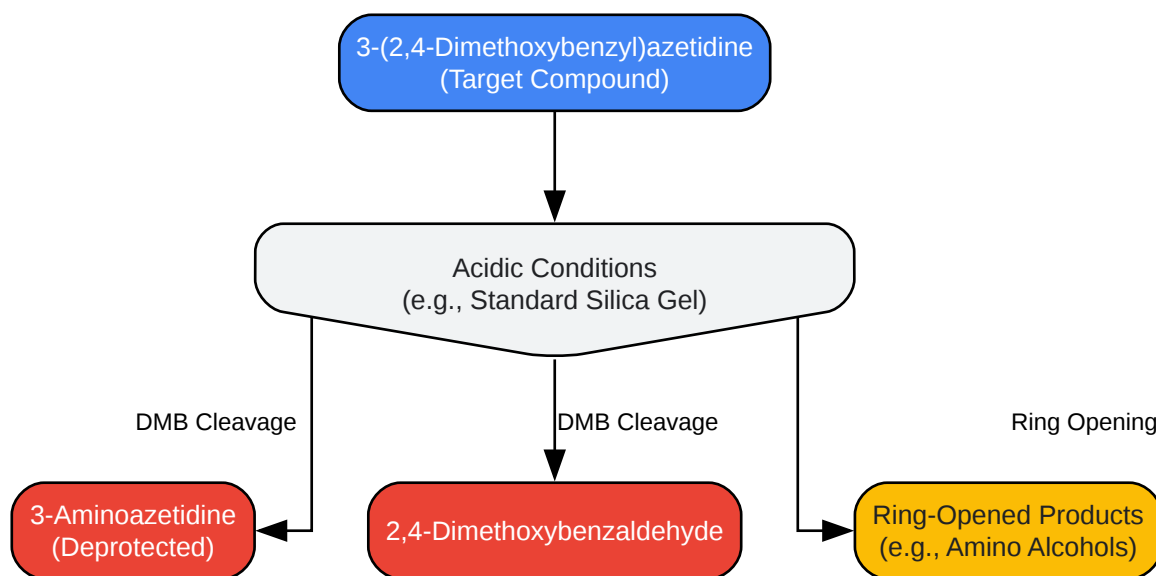 3-(2,4-Dimethoxybenzyl)azetidine
(Target Compound)
Acidic Conditions
(e.g., Standard Silica Gel)
DMB Cleavage
DMB Cleavage
Ring Opening
3-Aminoazetidine
(Deprotected)
2,4-Dimethoxybenzaldehyde
Ring-Opened Products
(e.g., Amino Alcohols)